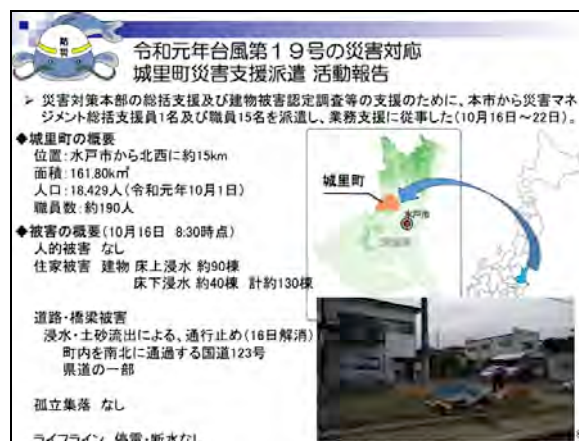 防災
令和元年台風第19号の災害対応
城里町災害支援派遣 活動報告
➢ 災害対策本部の総括支援及び建物被害認定調査等の支援のために、本市から災害マネ
ジメント総括支援員1名及び職員15名を派遣し、業務支援に従事した(10月16日~22日)。
◆城里町の概要
位置:水戸市から北西に約15km
面積:161.80k㎡
人口:18,429人(令和元年10月1日)
職員数:約190人
城里町
水戸市
◆被害の概要(10月16日 8:30時点)
人的被害 なし
住家被害 建物 床上浸水 約90棟
床下浸水 約40棟 計約130棟
道路・橋梁被害
浸水・土砂流出による、通行止め(16日解消)
町内を南北に通過する国道123号
県道の一部
孤立集落 なし
ライフライン 停電・断水なし